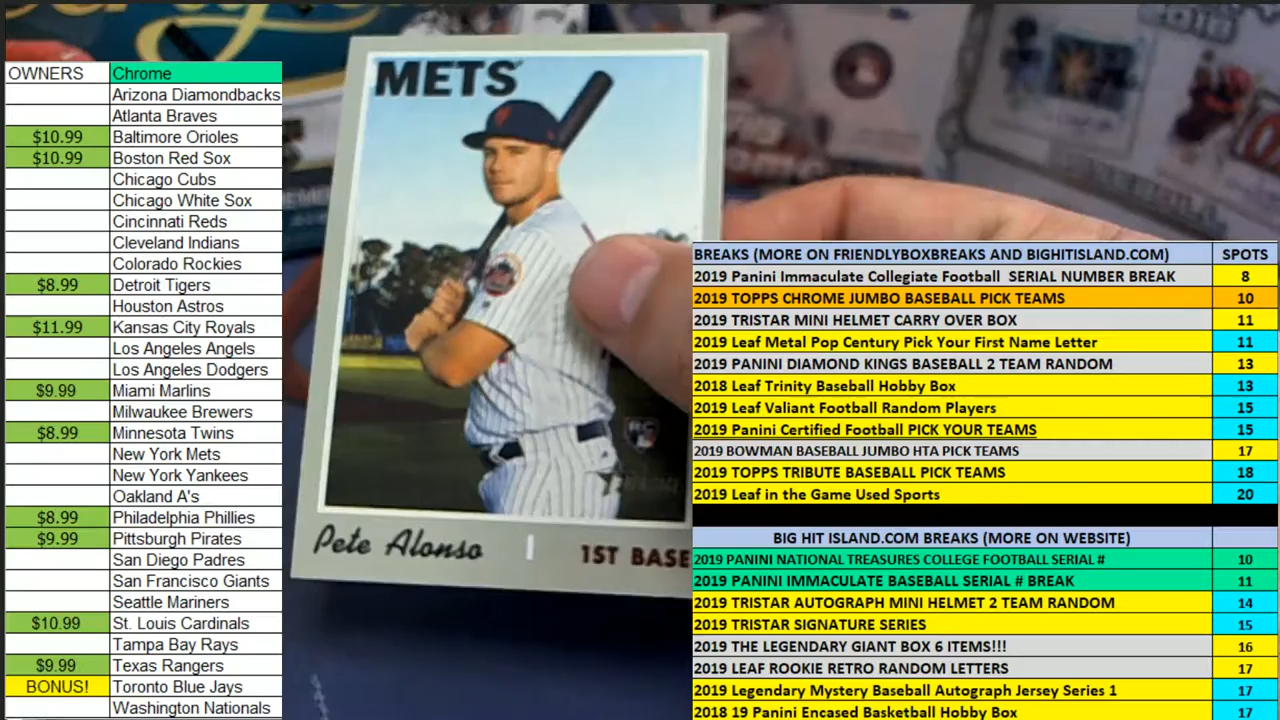 OWNERS Chrome
Arizona Diamondbacks
Atlanta Braves
$10.99 Baltimore Orioles
$10.99 Boston Red Sox
Chicago Cubs
Chicago White Sox
Cincinnati Reds
Cleveland Indians
Colorado Rockies
$8.99 Detroit Tigers
Houston Astros
$11.99 Kansas City Royals
Los Angeles Angels
Los Angeles Dodgers
$9.99 Miami Marlins
Milwaukee Brewers
$8.99 Minnesota Twins
New York Mets
New York Yankees
Oakland A's
$8.99 Philadelphia Phillies
$9.99 Pittsburgh Pirates
San Diego Padres
San Francisco Giants
Seattle Mariners
$10.99 St. Louis Cardinals
Tampa Bay Rays
$9.99 Texas Rangers
BONUS! Toronto Blue Jays
Washington Nationals
METS
RC
Pete Alonso 1ST BASE
BREAKS (MORE ON FRIENDLYBOXBREAKS AND BIGHITISLAND.COM) SPOTS
2019 Panini Immaculate Collegiate Football SERIAL NUMBER BREAK 8
2019 TOPPS CHROME JUMBO BASEBALL PICK TEAMS 10
2019 TRISTAR MINI HELMET CARRY OVER BOX 11
2019 Leaf Metal Pop Century Pick Your First Name Letter 11
2019 PANINI DIAMOND KINGS BASEBALL 2 TEAM RANDOM 13
2018 Leaf Trinity Baseball Hobby Box 13
2019 Leaf Valiant Football Random Players 15
2019 Panini Certified Football PICK YOUR TEAMS 15
2019 BOWMAN BASEBALL JUMBO HTA PICK TEAMS 17
2019 TOPPS TRIBUTE BASEBALL PICK TEAMS 18
2019 Leaf in the Game Used Sports 20
BIG HIT ISLAND.COM BREAKS (MORE ON WEBSITE)
2019 PANINI NATIONAL TREASURES COLLEGE FOOTBALL SERIAL # 10
2019 PANINI IMMACULATE BASEBALL SERIAL # BREAK 11
2019 TRISTAR AUTOGRAPH MINI HELMET 2 TEAM RANDOM 14
2019 TRISTAR SIGNATURE SERIES 15
2019 THE LEGENDARY GIANT BOX 6 ITEMS!!! 16
2019 LEAF ROOKIE RETRO RANDOM LETTERS 17
2019 Legendary Mystery Baseball Autograph Jersey Series 1 17
2018 19 Panini Encased Basketball Hobby Box 17